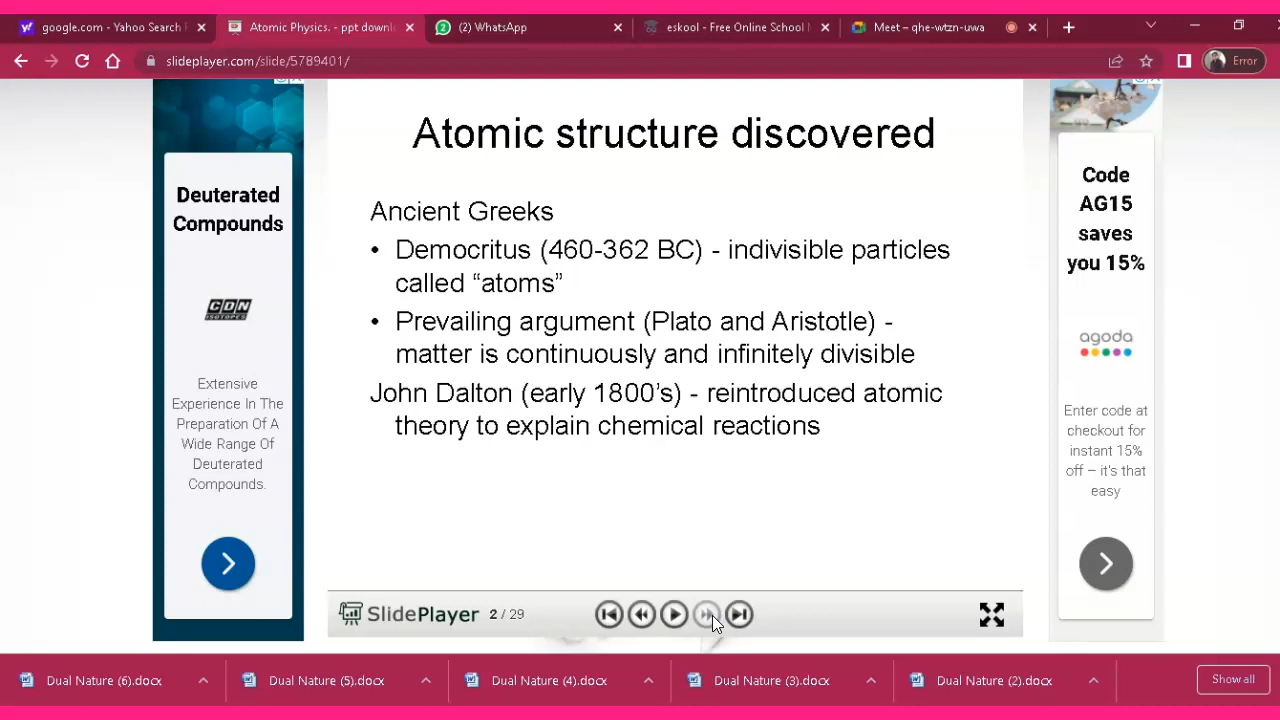 google.com - Yahoo Search
Atomic Physics. - ppt downl
(2) WhatsApp
eskool - Free Online School
Meet – qhe-wtzn-uwa
slideplayer.com/slide/5789401/
Error
Atomic structure discovered
Ancient Greeks
• Democritus (460-362 BC) - indivisible particles
called “atoms”
• Prevailing argument (Plato and Aristotle) -
matter is continuously and infinitely divisible
John Dalton (early 1800’s) - reintroduced atomic
theory to explain chemical reactions
Deuterated
Compounds
CDN
ISOTOPES
Extensive
Experience In The
Preparation Of A
Wide Range Of
Deuterated
Compounds.
Code
AG15
saves
you 15%
agoda
Enter code at
checkout for
instant 15%
off – it's that
easy
SlidePlayer 2 / 29
Dual Nature (6).docx
Dual Nature (5).docx
Dual Nature (4).docx
Dual Nature (3).docx
Dual Nature (2).docx
Show all